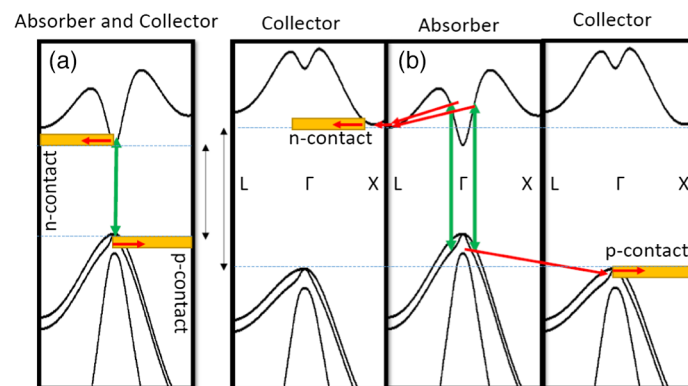 Absorber and Collector
Collector
Absorber
Collector
(a)
(b)
n-contact
p-contact
n-contact
L Γ X L Γ X L Γ X
p-contact